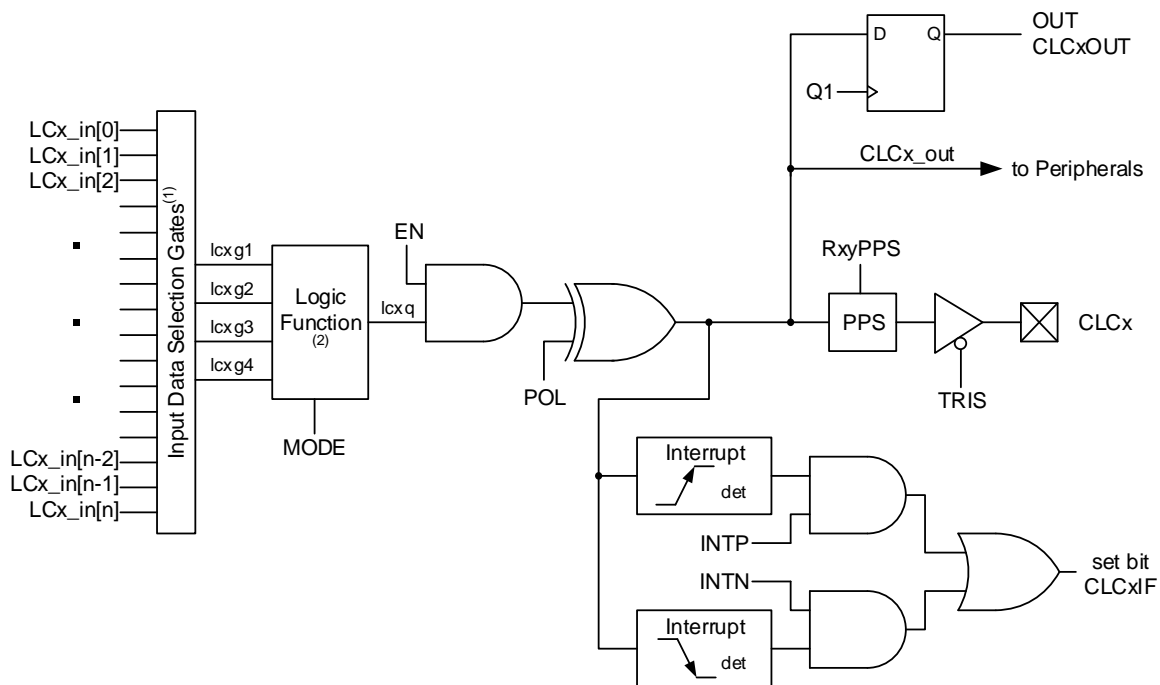 OUT
CLCxOUT
D
Q
Q1
CLCx_out
to Peripherals
LCx_in[0]
LCx_in[1]
LCx_in[2]
LCx_in[n-2]
LCx_in[n-1]
LCx_in[n]
Input Data Selection Gates(1)
lcxg1
lcxg2
lcxg3
lcxg4
Logic
Function
(2)
MODE
lcxq
EN
POL
RxyPPS
PPS
CLCx
TRIS
Interrupt
det
INTP
INTN
Interrupt
det
set bit
CLCxIF